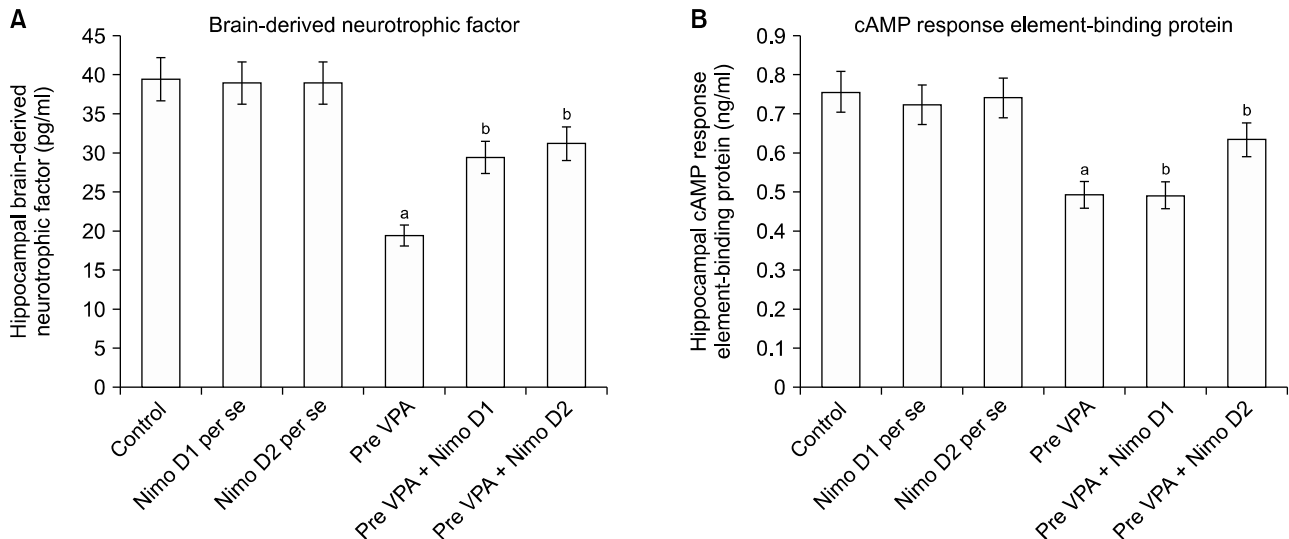 A
Brain-derived neurotrophic factor
Hippocampal brain-derived
neurotrophic factor (pg/ml)
45
40
35
30
25
20
15
10
5
0
a
b
b
Control
Nimo D1 per se
Nimo D2 per se
Pre VPA
Pre VPA + Nimo D1
Pre VPA + Nimo D2
B
cAMP response element-binding protein
Hippocampal cAMP response
element-binding protein (ng/ml)
0.9
0.8
0.7
0.6
0.5
0.4
0.3
0.2
0.1
0
a
b
b
Control
Nimo D1 per se
Nimo D2 per se
Pre VPA
Pre VPA + Nimo D1
Pre VPA + Nimo D2